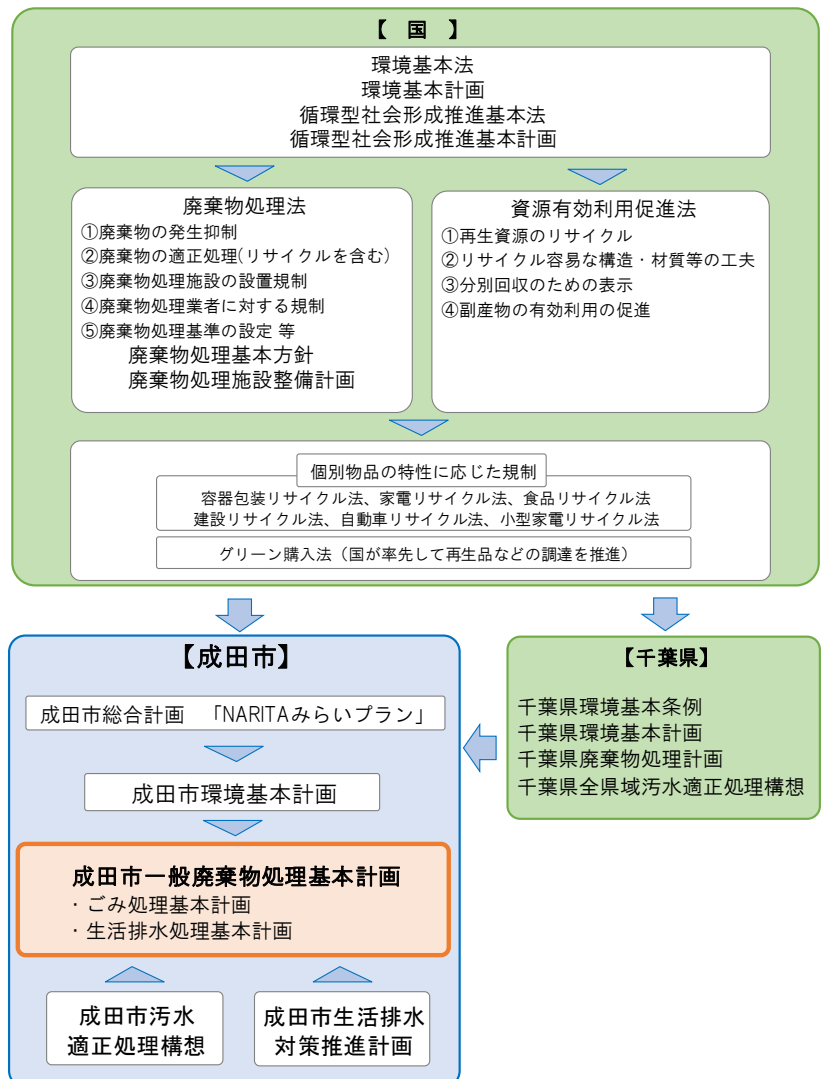 【 国 】
環境基本法
環境基本計画
循環型社会形成推進基本法
循環型社会形成推進基本計画
廃棄物処理法
①廃棄物の発生抑制
②廃棄物の適正処理(リサイクルを含む)
③廃棄物処理施設の設置規制
④廃棄物処理業者に対する規制
⑤廃棄物処理基準の設定 等
廃棄物処理基本方針
廃棄物処理施設整備計画
資源有効利用促進法
①再生資源のリサイクル
②リサイクル容易な構造・材質等の工夫
③分別回収のための表示
④副産物の有効利用の促進
個別物品の特性に応じた規制
容器包装リサイクル法、家電リサイクル法、食品リサイクル法
建設リサイクル法、自動車リサイクル法、小型家電リサイクル法
グリーン購入法（国が率先して再生品などの調達を推進）
【成田市】
成田市総合計画 「NARITAみらいプラン」
成田市環境基本計画
成田市一般廃棄物処理基本計画
・ごみ処理基本計画
・生活排水処理基本計画
成田市汚水
適正処理構想
成田市生活排水
対策推進計画
【千葉県】
千葉県環境基本条例
千葉県環境基本計画
千葉県廃棄物処理計画
千葉県全県域汚水適正処理構想